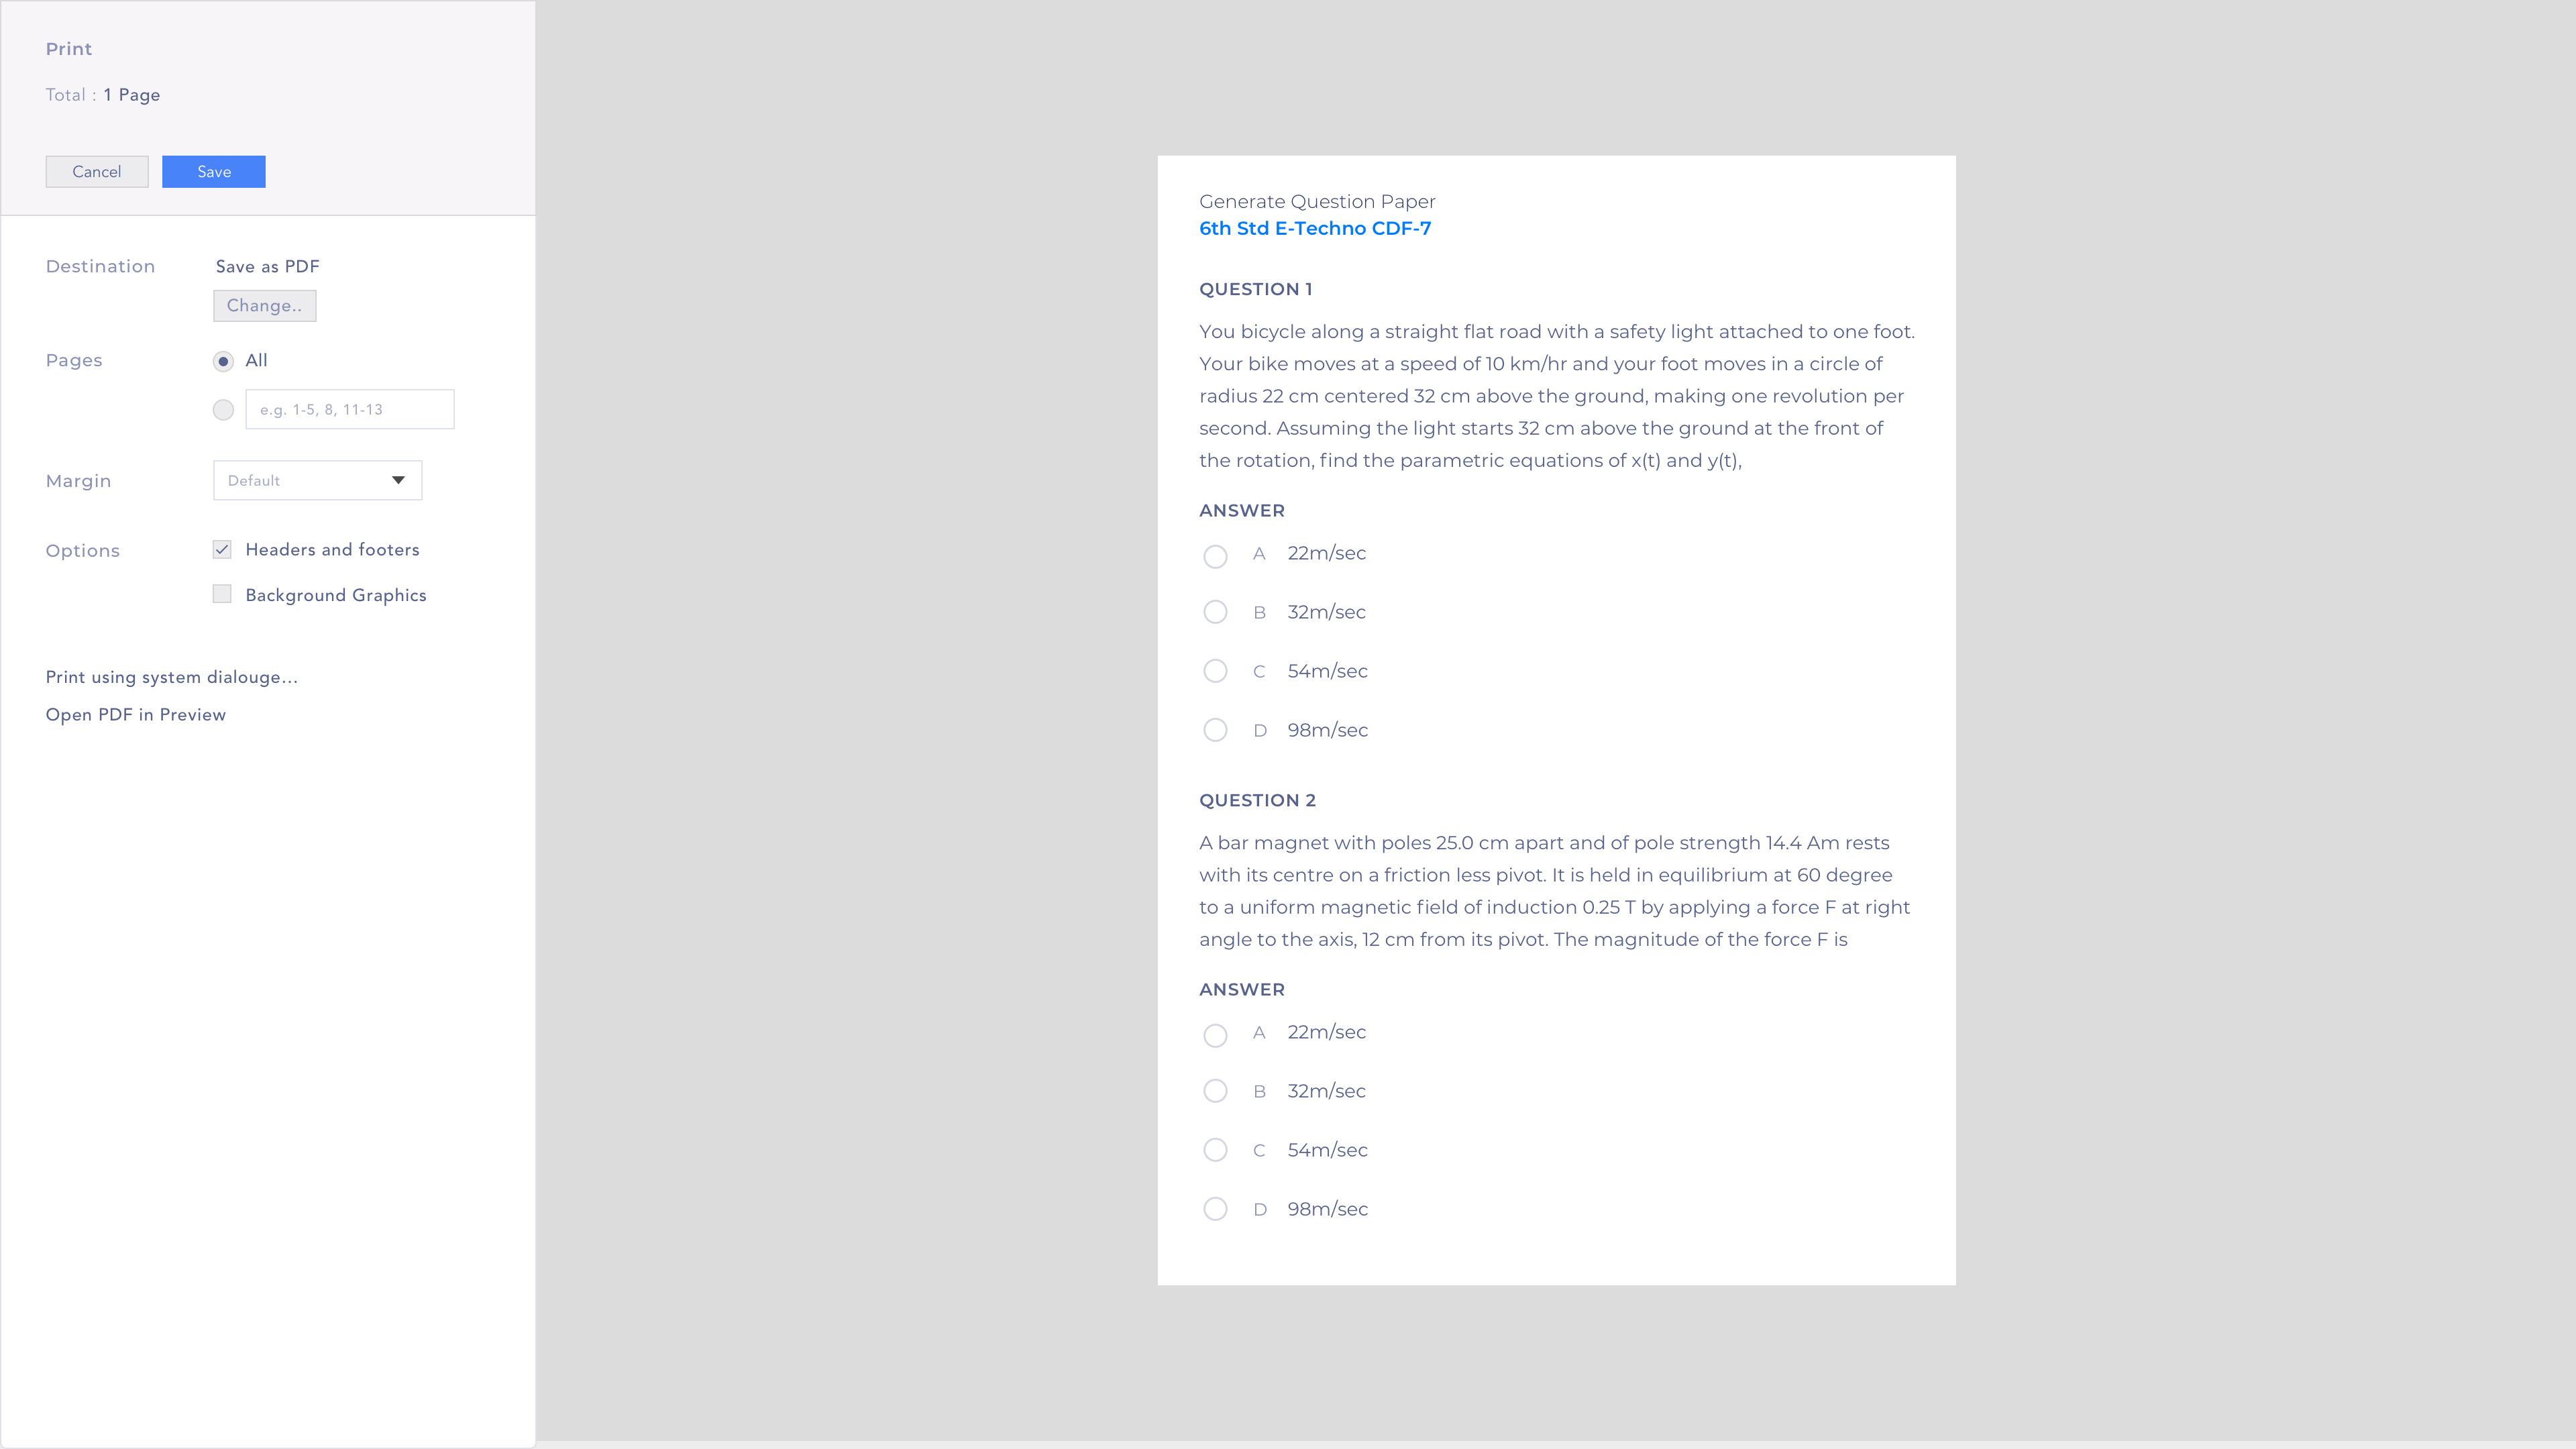 Print
Total : 1 Page
Cancel
Save
Destination
Save as PDF
Change..
Pages
All
e.g. 1-5, 8, 11-13
Margin
Default
Options
Headers and footers
Background Graphics
Print using system dialouge...
Open PDF in Preview
Generate Question Paper
6th Std E-Techno CDF-7
QUESTION 1
You bicycle along a straight flat road with a safety light attached to one foot.
Your bike moves at a speed of 10 km/hr and your foot moves in a circle of
radius 22 cm centered 32 cm above the ground, making one revolution per
second. Assuming the light starts 32 cm above the ground at the front of
the rotation, find the parametric equations of x(t) and y(t),
ANSWER
A 22m/sec
B 32m/sec
C 54m/sec
D 98m/sec
QUESTION 2
A bar magnet with poles 25.0 cm apart and of pole strength 14.4 Am rests
with its centre on a friction less pivot. It is held in equilibrium at 60 degree
to a uniform magnetic field of induction 0.25 T by applying a force F at right
angle to the axis, 12 cm from its pivot. The magnitude of the force F is
ANSWER
A 22m/sec
B 32m/sec
C 54m/sec
D 98m/sec